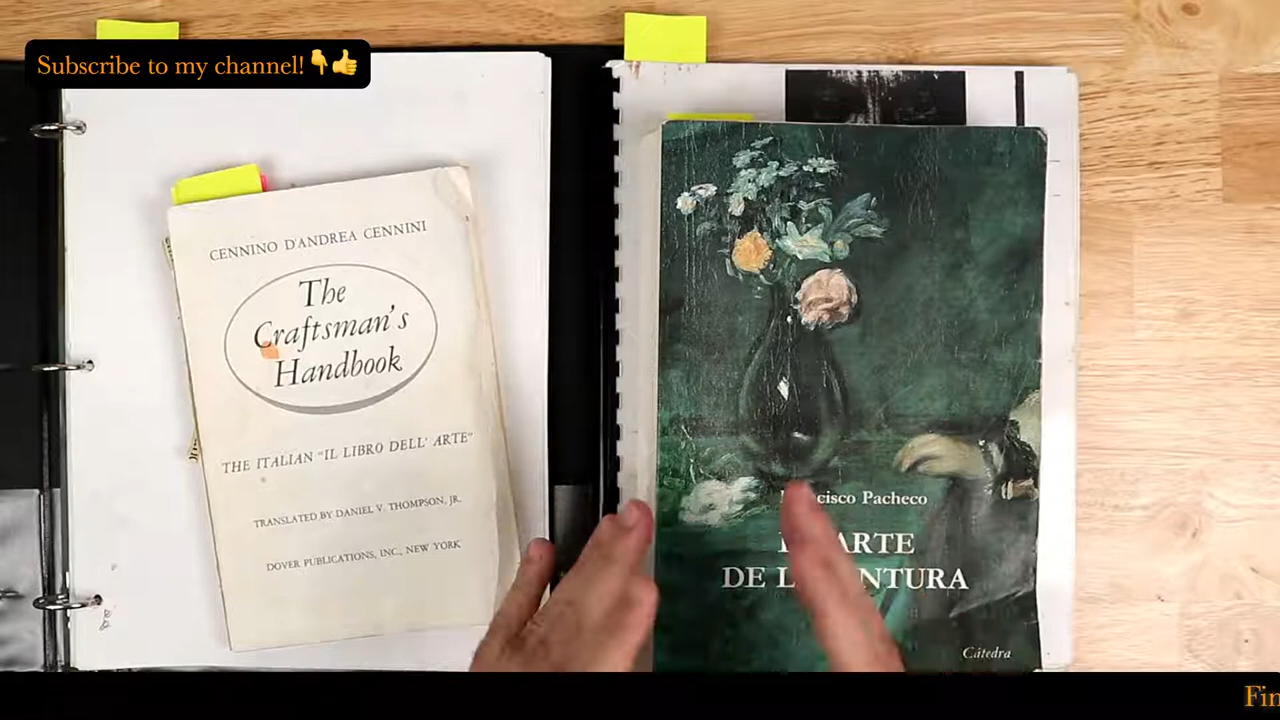 Subscribe to my channel! 👇👍
CENNINO D'ANDREA CENNINI
The
Craftsman's
Handbook
THE ITALIAN "IL LIBRO DELL' ARTE"
TRANSLATED BY DANIEL V. THOMPSON, JR.
DOVER PUBLICATIONS, INC., NEW YORK
Pacheco
ARTE
DE
Cátedra